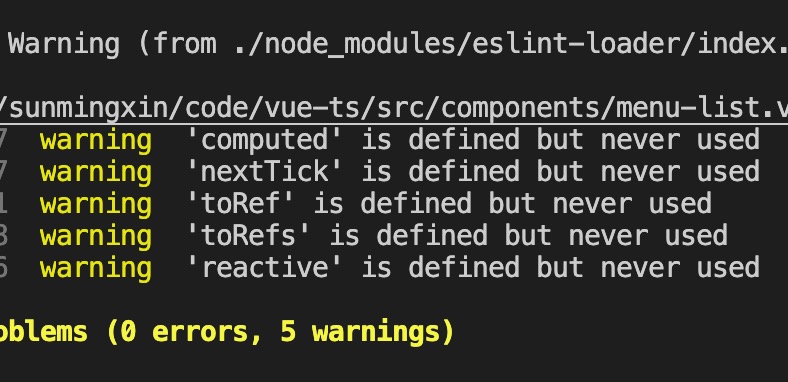 Warning (from ./node_modules/eslint-loader/index.
/sunmingxin/code/vue-ts/src/components/menu-list.v
7 warning 'computed' is defined but never used
7 warning 'nextTick' is defined but never used
1 warning 'toRef' is defined but never used
3 warning 'toRefs' is defined but never used
6 warning 'reactive' is defined but never used
oblems (0 errors, 5 warnings)